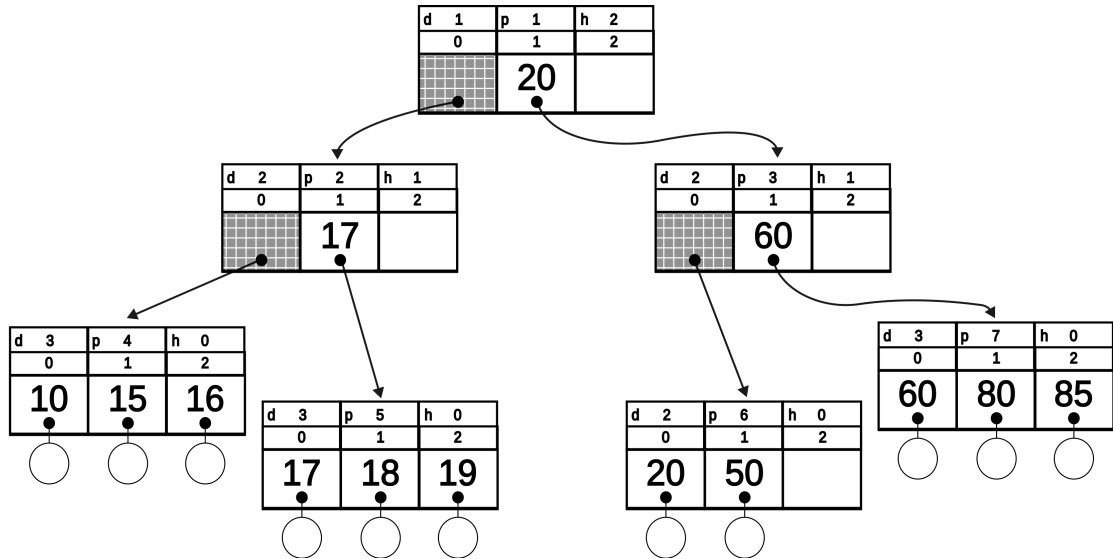 d 1 p 1 h 2
0 1 2
20
d 2 p 2 h 1
0 1 2
17
d 2 p 3 h 1
0 1 2
60
d 3 p 4 h 0
0 1 2
10 15 16
d 3 p 5 h 0
0 1 2
17 18 19
d 2 p 6 h 0
0 1 2
20 50
d 3 p 7 h 0
0 1 2
60 80 85